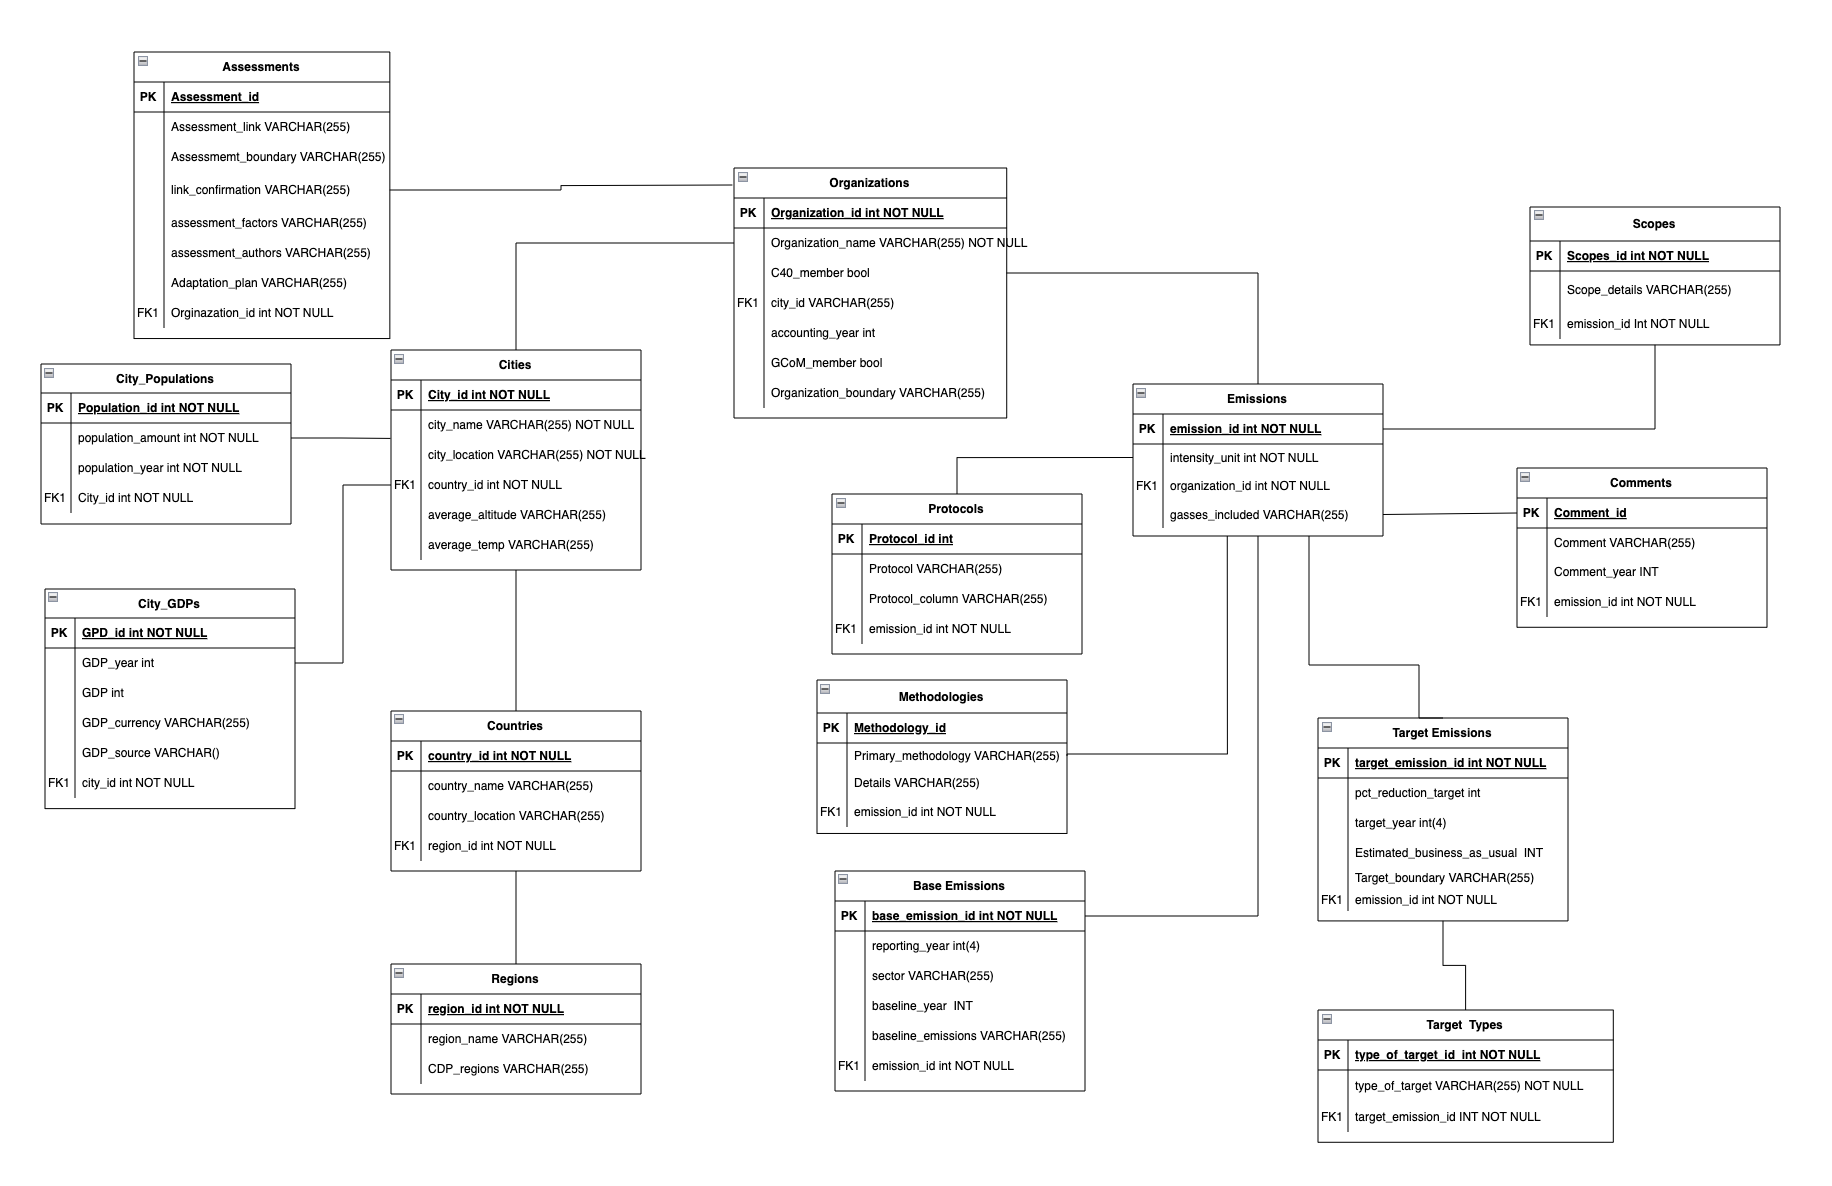 Assessments
PK Assessment_id
Assessment_link VARCHAR(255)
Assessmemt_boundary VARCHAR(255)
link_confirmation VARCHAR(255)
assessment_factors VARCHAR(255)
assessment_authors VARCHAR(255)
Adaptation_plan VARCHAR(255)
FK1 Orginazation_id int NOT NULL
Organizations
PK Organization_id int NOT NULL
Organization_name VARCHAR(255) NOT NULL
C40_member bool
FK1 city_id VARCHAR(255)
accounting_year int
GCoM_member bool
Organization_boundary VARCHAR(255)
Scopes
PK Scopes_id int NOT NULL
Scope_details VARCHAR(255)
FK1 emission_id Int NOT NULL
City_Populations
PK Population_id int NOT NULL
population_amount int NOT NULL
population_year int NOT NULL
FK1 City_id int NOT NULL
Cities
PK City_id int NOT NULL
city_name VARCHAR(255) NOT NULL
city_location VARCHAR(255) NOT NULL
FK1 country_id int NOT NULL
average_altitude VARCHAR(255)
average_temp VARCHAR(255)
Emissions
PK emission_id int NOT NULL
intensity_unit int NOT NULL
FK1 organization_id int NOT NULL
gasses_included VARCHAR(255)
Comments
PK Comment_id
Comment VARCHAR(255)
Comment_year INT
FK1 emission_id int NOT NULL
Protocols
PK Protocol_id int
Protocol VARCHAR(255)
Protocol_column VARCHAR(255)
FK1 emission_id int NOT NULL
City_GDPs
PK GPD_id int NOT NULL
GDP_year int
GDP int
GDP_currency VARCHAR(255)
GDP_source VARCHAR()
FK1 city_id int NOT NULL
Methodologies
PK Methodology_id
Primary_methodology VARCHAR(255)
Details VARCHAR(255)
FK1 emission_id int NOT NULL
Countries
PK country_id int NOT NULL
country_name VARCHAR(255)
country_location VARCHAR(255)
FK1 region_id int NOT NULL
Target Emissions
PK target_emission_id int NOT NULL
pct_reduction_target int
target_year int(4)
Estimated_business_as_usual INT
Target_boundary VARCHAR(255)
FK1 emission_id int NOT NULL
Base Emissions
PK base_emission_id int NOT NULL
reporting_year int(4)
sector VARCHAR(255)
baseline_year INT
baseline_emissions VARCHAR(255)
FK1 emission_id int NOT NULL
Regions
PK region_id int NOT NULL
region_name VARCHAR(255)
CDP_regions VARCHAR(255)
Target Types
PK type_of_target_id int NOT NULL
type_of_target VARCHAR(255) NOT NULL
FK1 target_emission_id INT NOT NULL